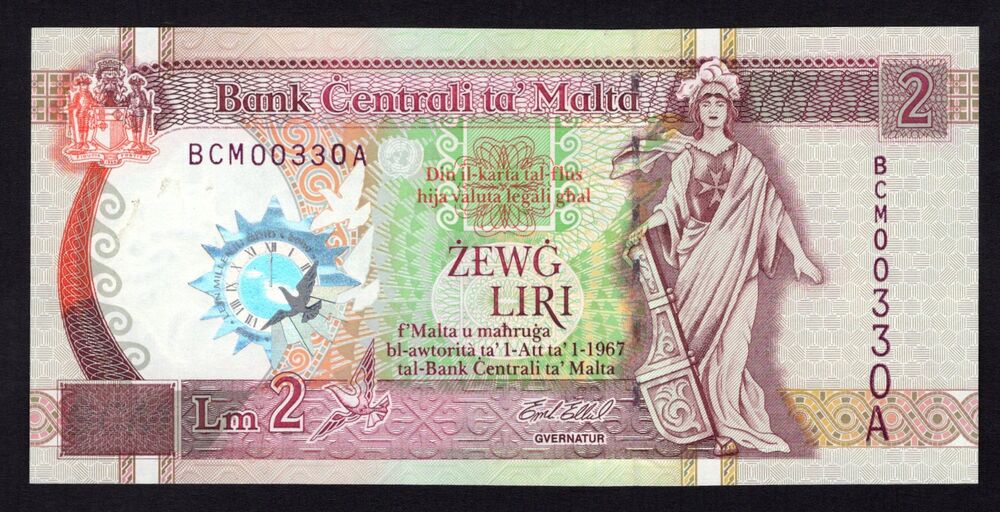 Bank Ċentrali ta' Malta
2
BCM00330A
Din il-karta tal-flus
hija valuta legali għal
XII
ŻEWĠ
LIRI
f'Malta u maħruġa
bl-awtorità ta' l-Att ta' l-1967
tal-Bank Ċentrali ta' Malta
Lm 2
GVERNATUR
BCM00330A